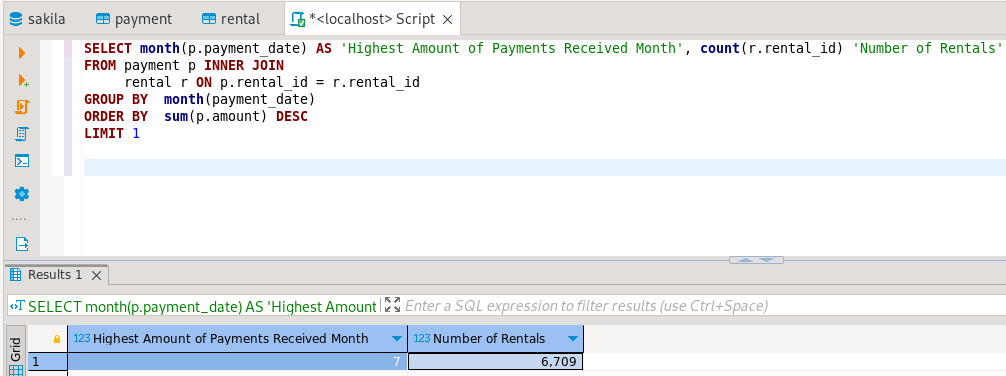 sakila payment rental *<localhost> Script
SELECT month(p.payment_date) AS 'Highest Amount of Payments Received Month', count(r.rental_id) 'Number of Rentals'
FROM payment p INNER JOIN
rental r ON p.rental_id = r.rental_id
GROUP BY month(payment_date)
ORDER BY sum(p.amount) DESC
LIMIT 1
Results 1
SELECT month(p.payment_date) AS 'Highest Amount Enter a SQL expression to filter results (use Ctrl+Space)
Grid
123 Highest Amount of Payments Received Month 123 Number of Rentals
1 7 6,709